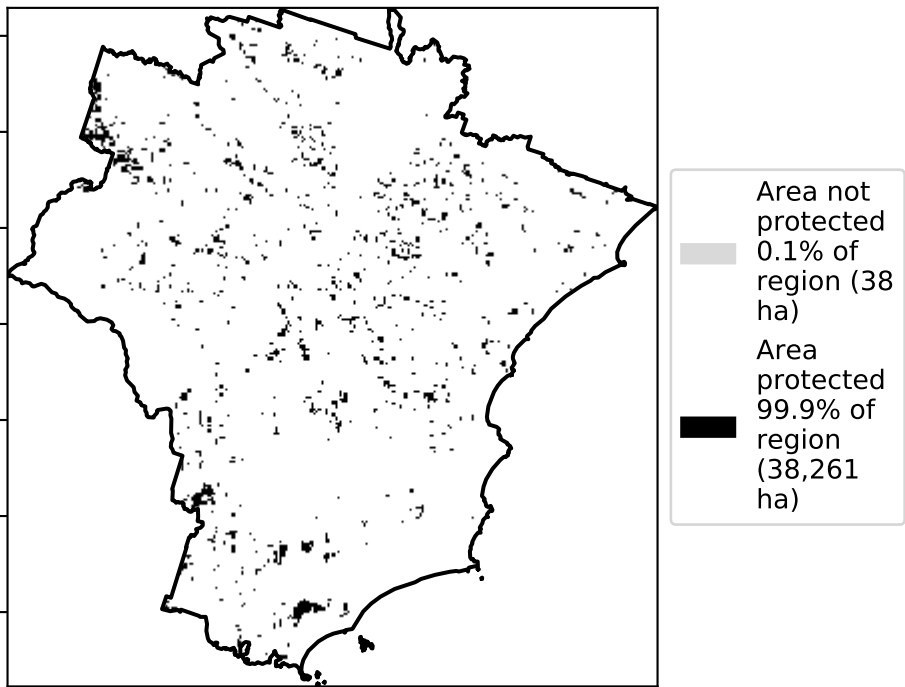 Area not
protected
0.1% of
region (38
ha)
Area
protected
99.9% of
region
(38,261
ha)